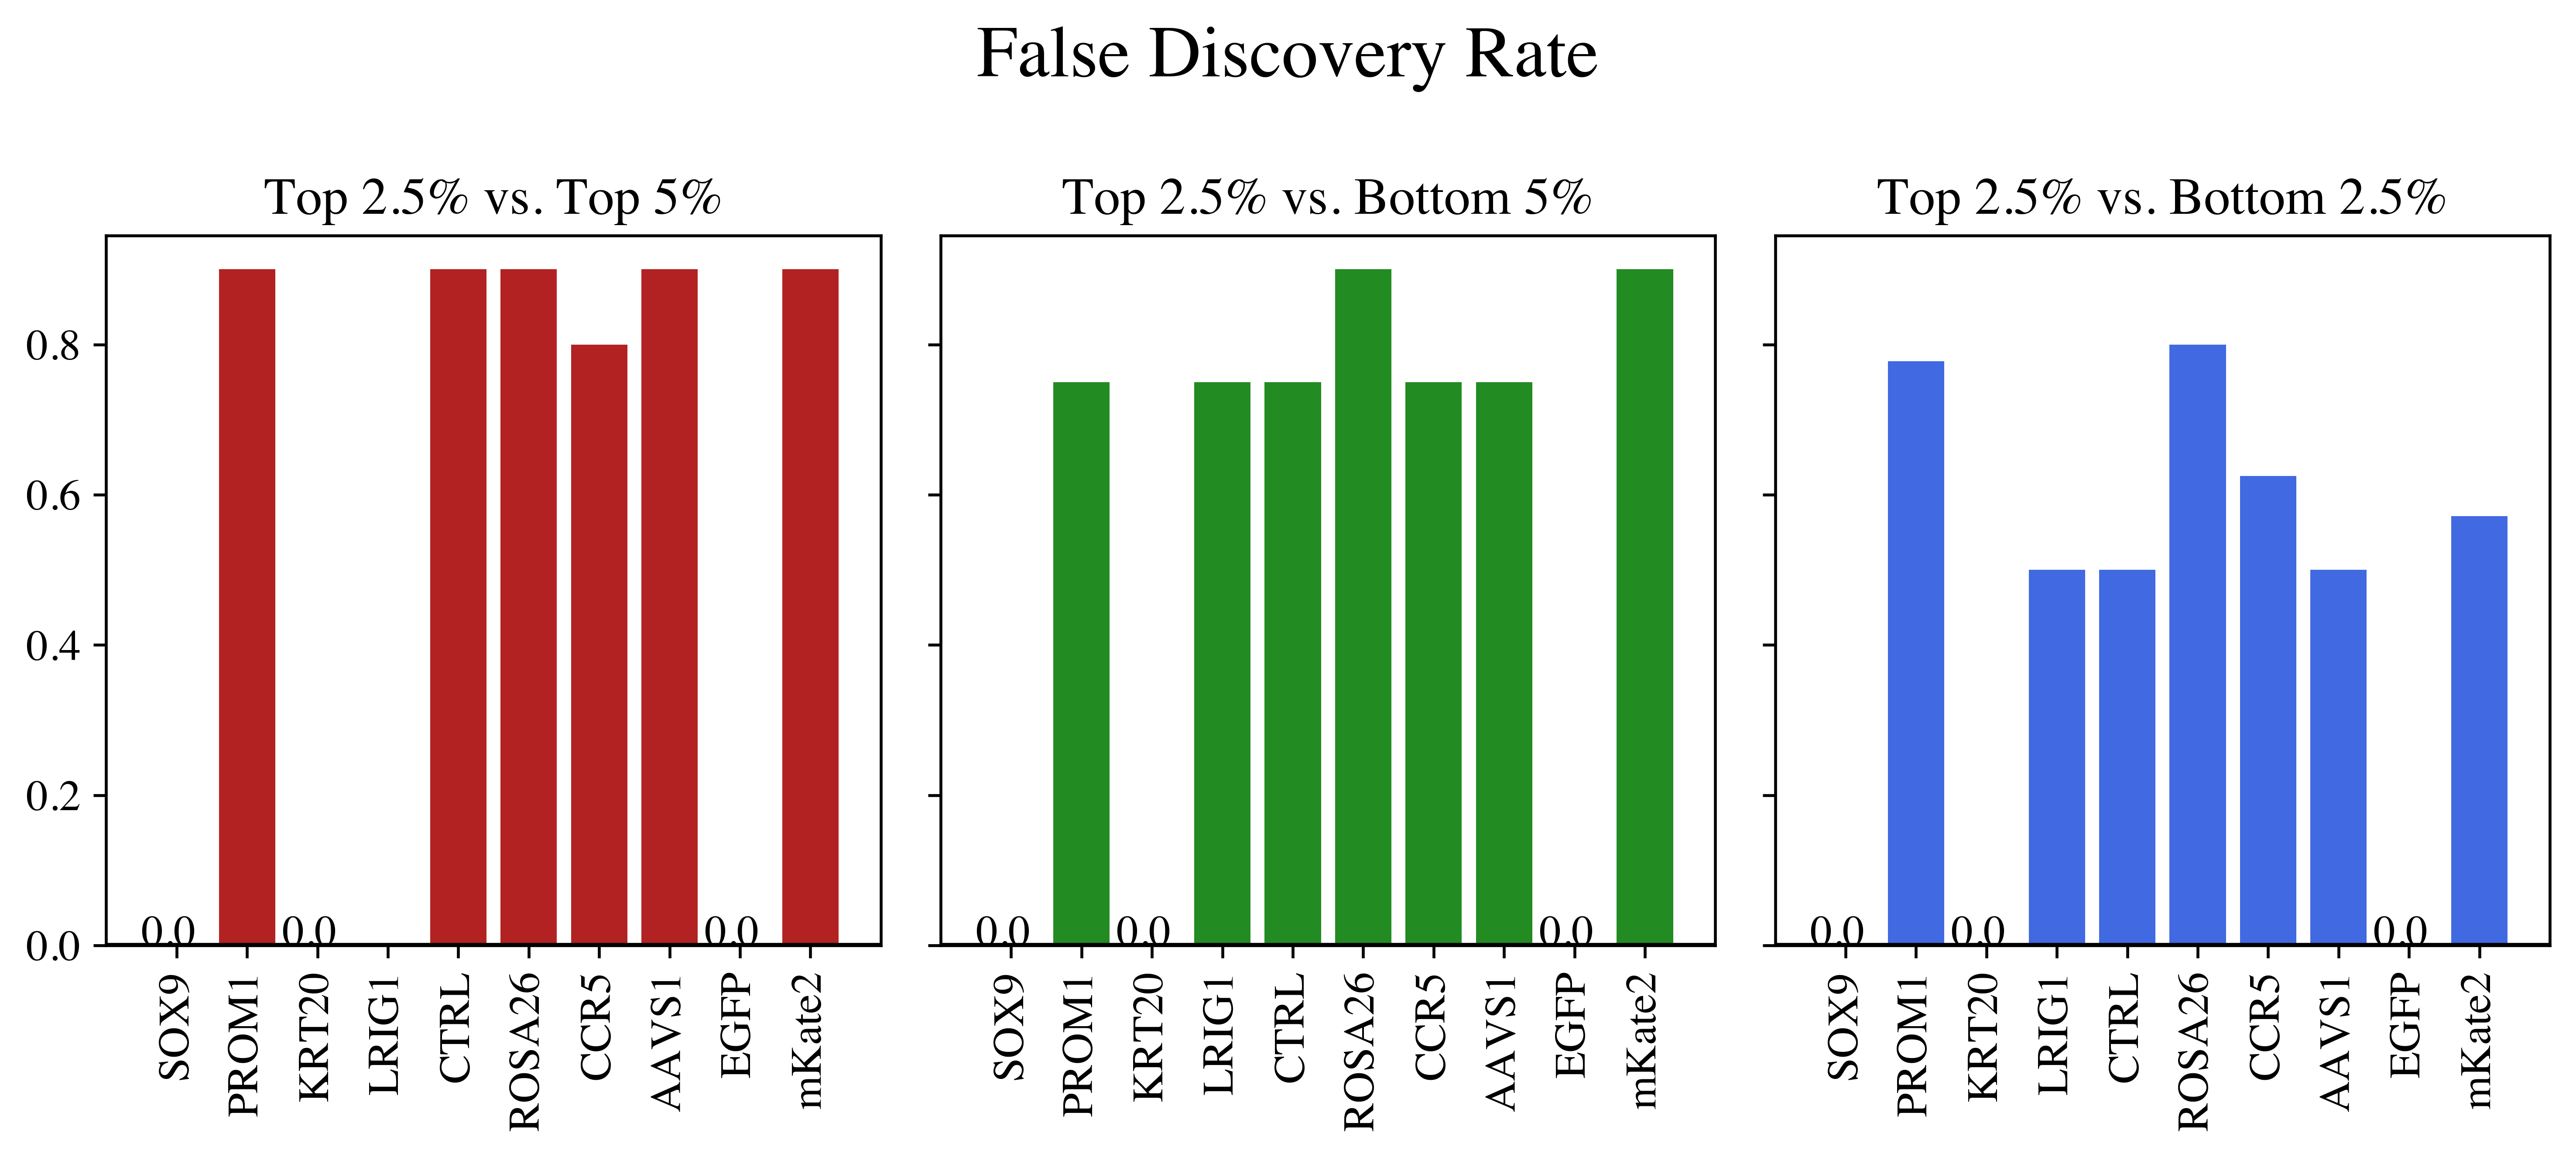 False Discovery Rate
Top 2.5% vs. Top 5%
Top 2.5% vs. Bottom 5%
Top 2.5% vs. Bottom 2.5%
0.8
0.6
0.4
0.2
0.0
0.0 0.0 0.0
0.0 0.0 0.0
0.0 0.0 0.0
SOX9
PROM1
KRT20
LRIG1
CTRL
ROSA26
CCR5
AAVS1
EGFP
mKate2
SOX9
PROM1
KRT20
LRIG1
CTRL
ROSA26
CCR5
AAVS1
EGFP
mKate2
SOX9
PROM1
KRT20
LRIG1
CTRL
ROSA26
CCR5
AAVS1
EGFP
mKate2